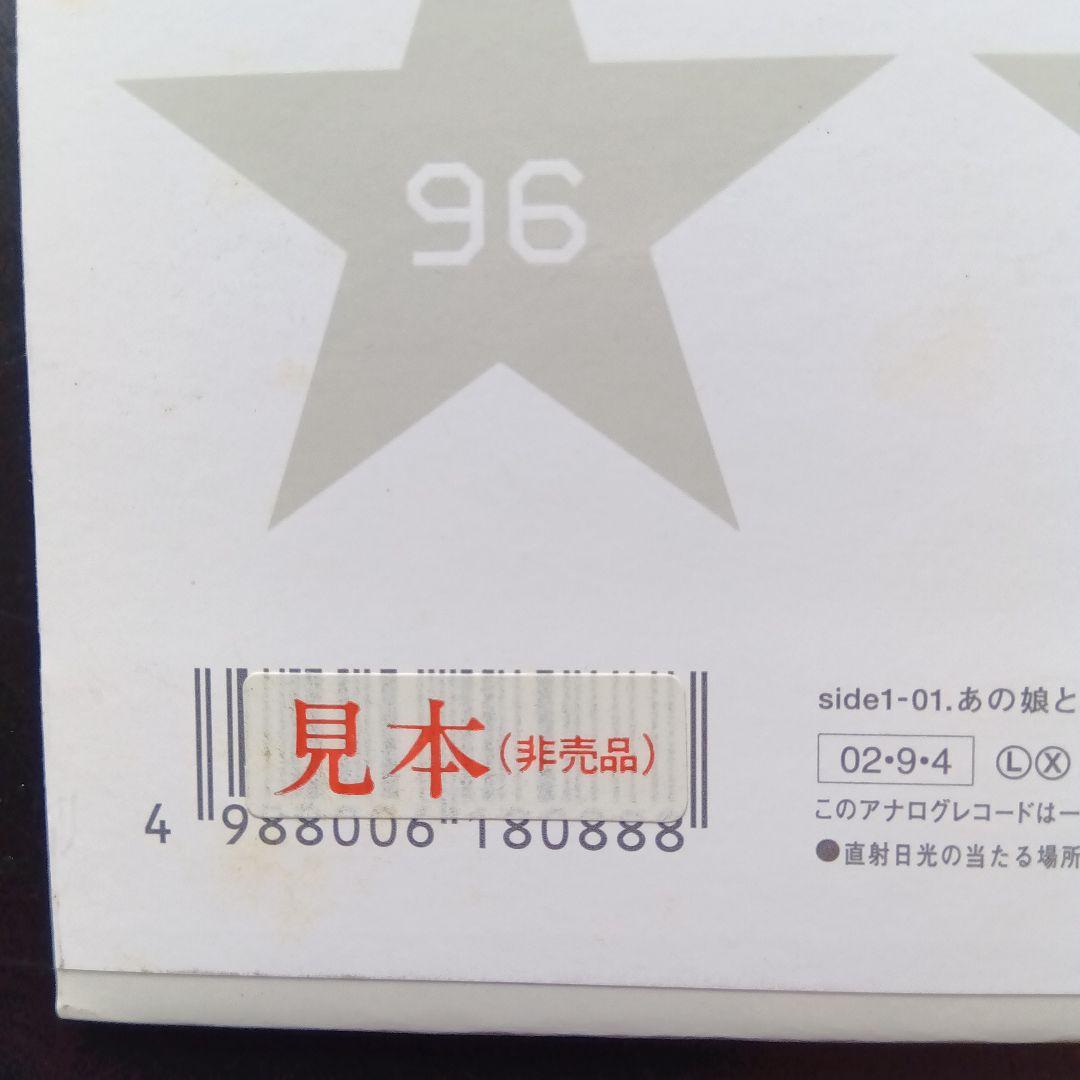 96
side1-01.あの娘と
見本(非売品)
02•9•4 Ⓛ Ⓧ
このアナログレコードは一
4 988006 180888
●直射日光の当たる場所